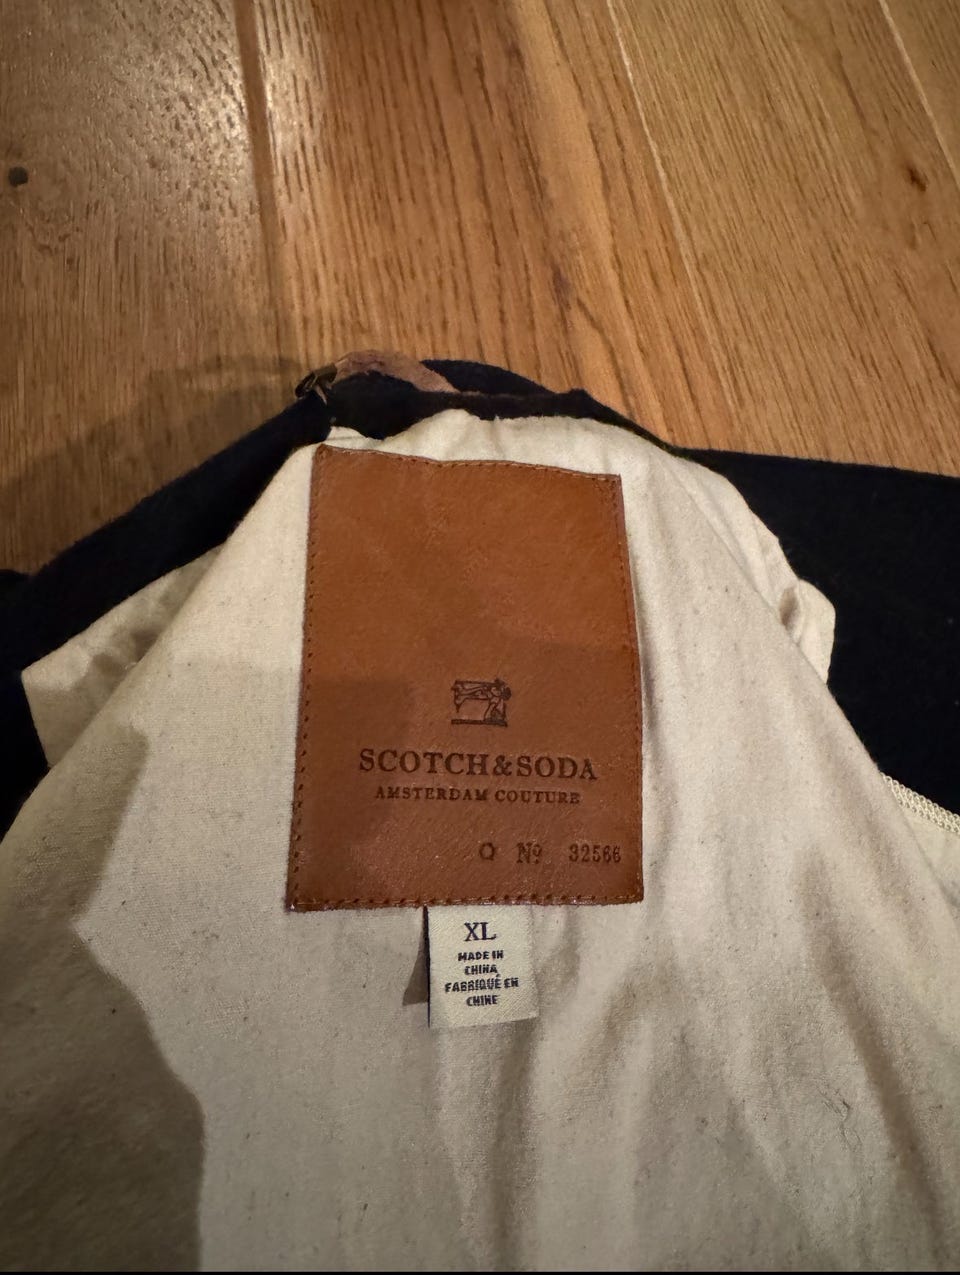 SCOTCH&SODA
AMSTERDAM COUTURE
O Nº 32566
XL
MADE IN
CHINA
FABRIQUÉ EN
CHINE